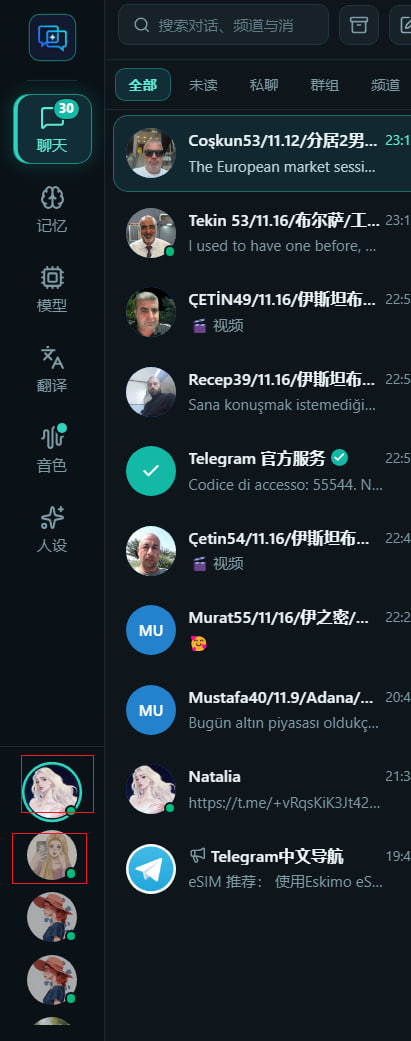 搜索对话、频道与消
30
聊天
记忆
模型
翻译
音色
人设
全部
未读
私聊
群组
频道
Coşkun53/11.12/分居2男...
23:1
The European market sessi...
Tekin 53/11.16/布尔萨/工...
23:1
I used to have one before, ...
ÇETİN49/11.16/伊斯坦布...
22:5
🎬 视频
Recep39/11.16/伊斯坦布...
22:5
Sana konuşmak istemediği...
Telegram 官方服务
22:5
Codice di accesso: 55544. N...
Çetin54/11.16/伊斯坦布...
22:4
🎬 视频
MU
Murat55/11/16/伊之密/...
22:2
🥰
MU
Mustafa40/11.9/Adana/...
20:4
Bugün altın piyasası oldukç...
Natalia
21:3
https://t.me/+vRqsKiK3Jt42...
Telegram中文导航
19:4
eSIM 推荐： 使用Eskimo eS...